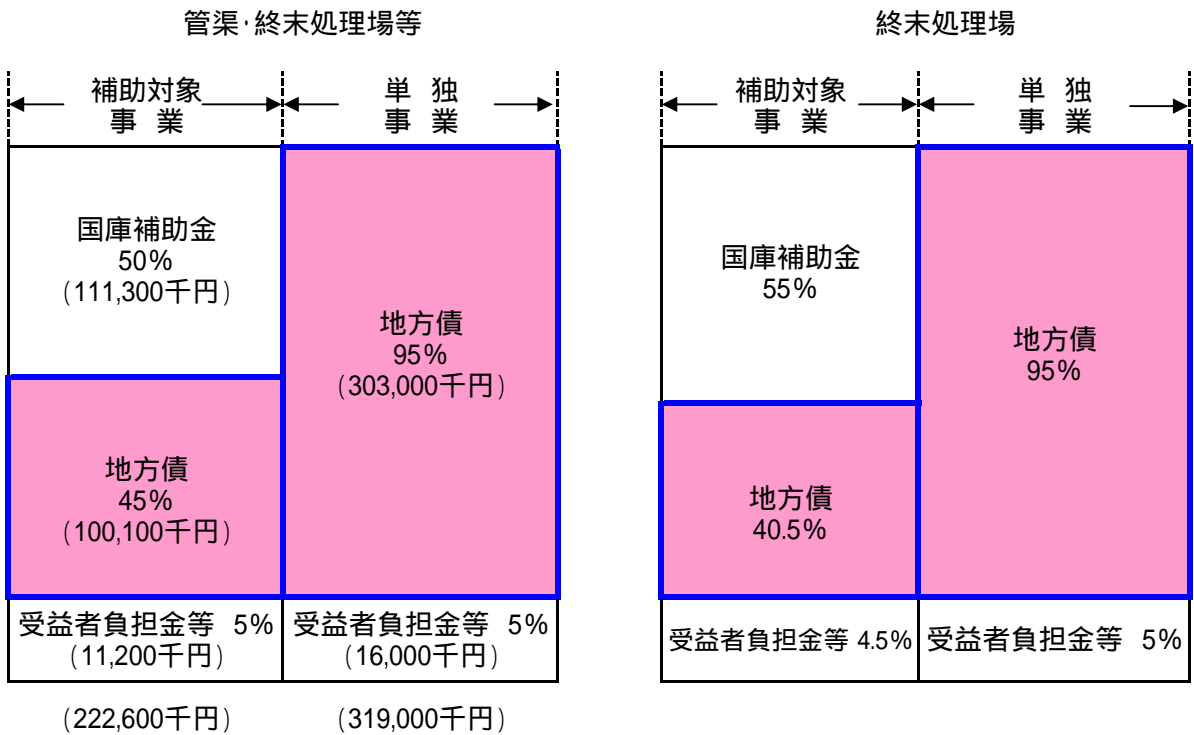 管渠･終末処理場等
補助対象
事 業
単 独
事 業
国庫補助金
50%
(111,300千円)
地方債
95%
(303,000千円)
地方債
45%
(100,100千円)
受益者負担金等 5%
(11,200千円)
受益者負担金等 5%
(16,000千円)
(222,600千円)
(319,000千円)
終末処理場
補助対象
事 業
単 独
事 業
国庫補助金
55%
地方債
95%
地方債
40.5%
受益者負担金等 4.5%
受益者負担金等 5%